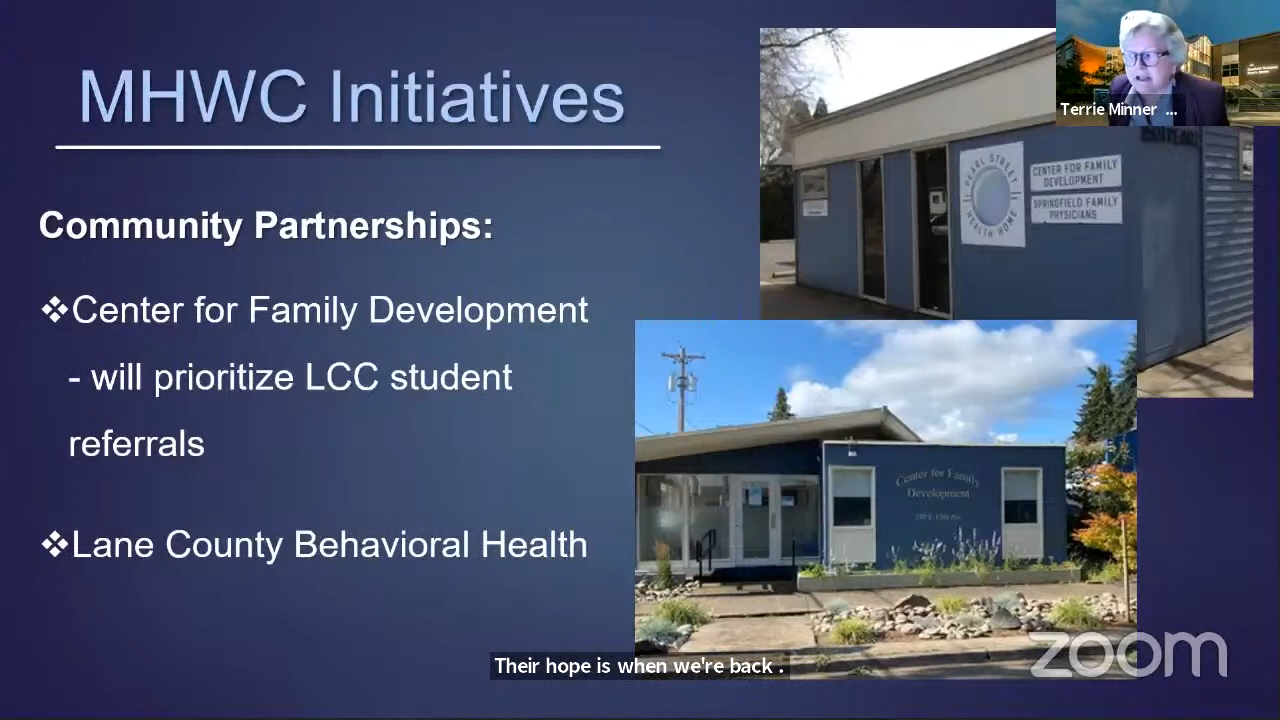 MHWC Initiatives
Terrie Minner ...
PEARL STREET
HEALTH HOME
CENTER FOR FAMILY
DEVELOPMENT
SPRINGFIELD FAMILY
PHYSICIANS
Community Partnerships:
❖Center for Family Development
- will prioritize LCC student
referrals
Center for Family
Development
❖Lane County Behavioral Health
zoom
Their hope is when we're back .